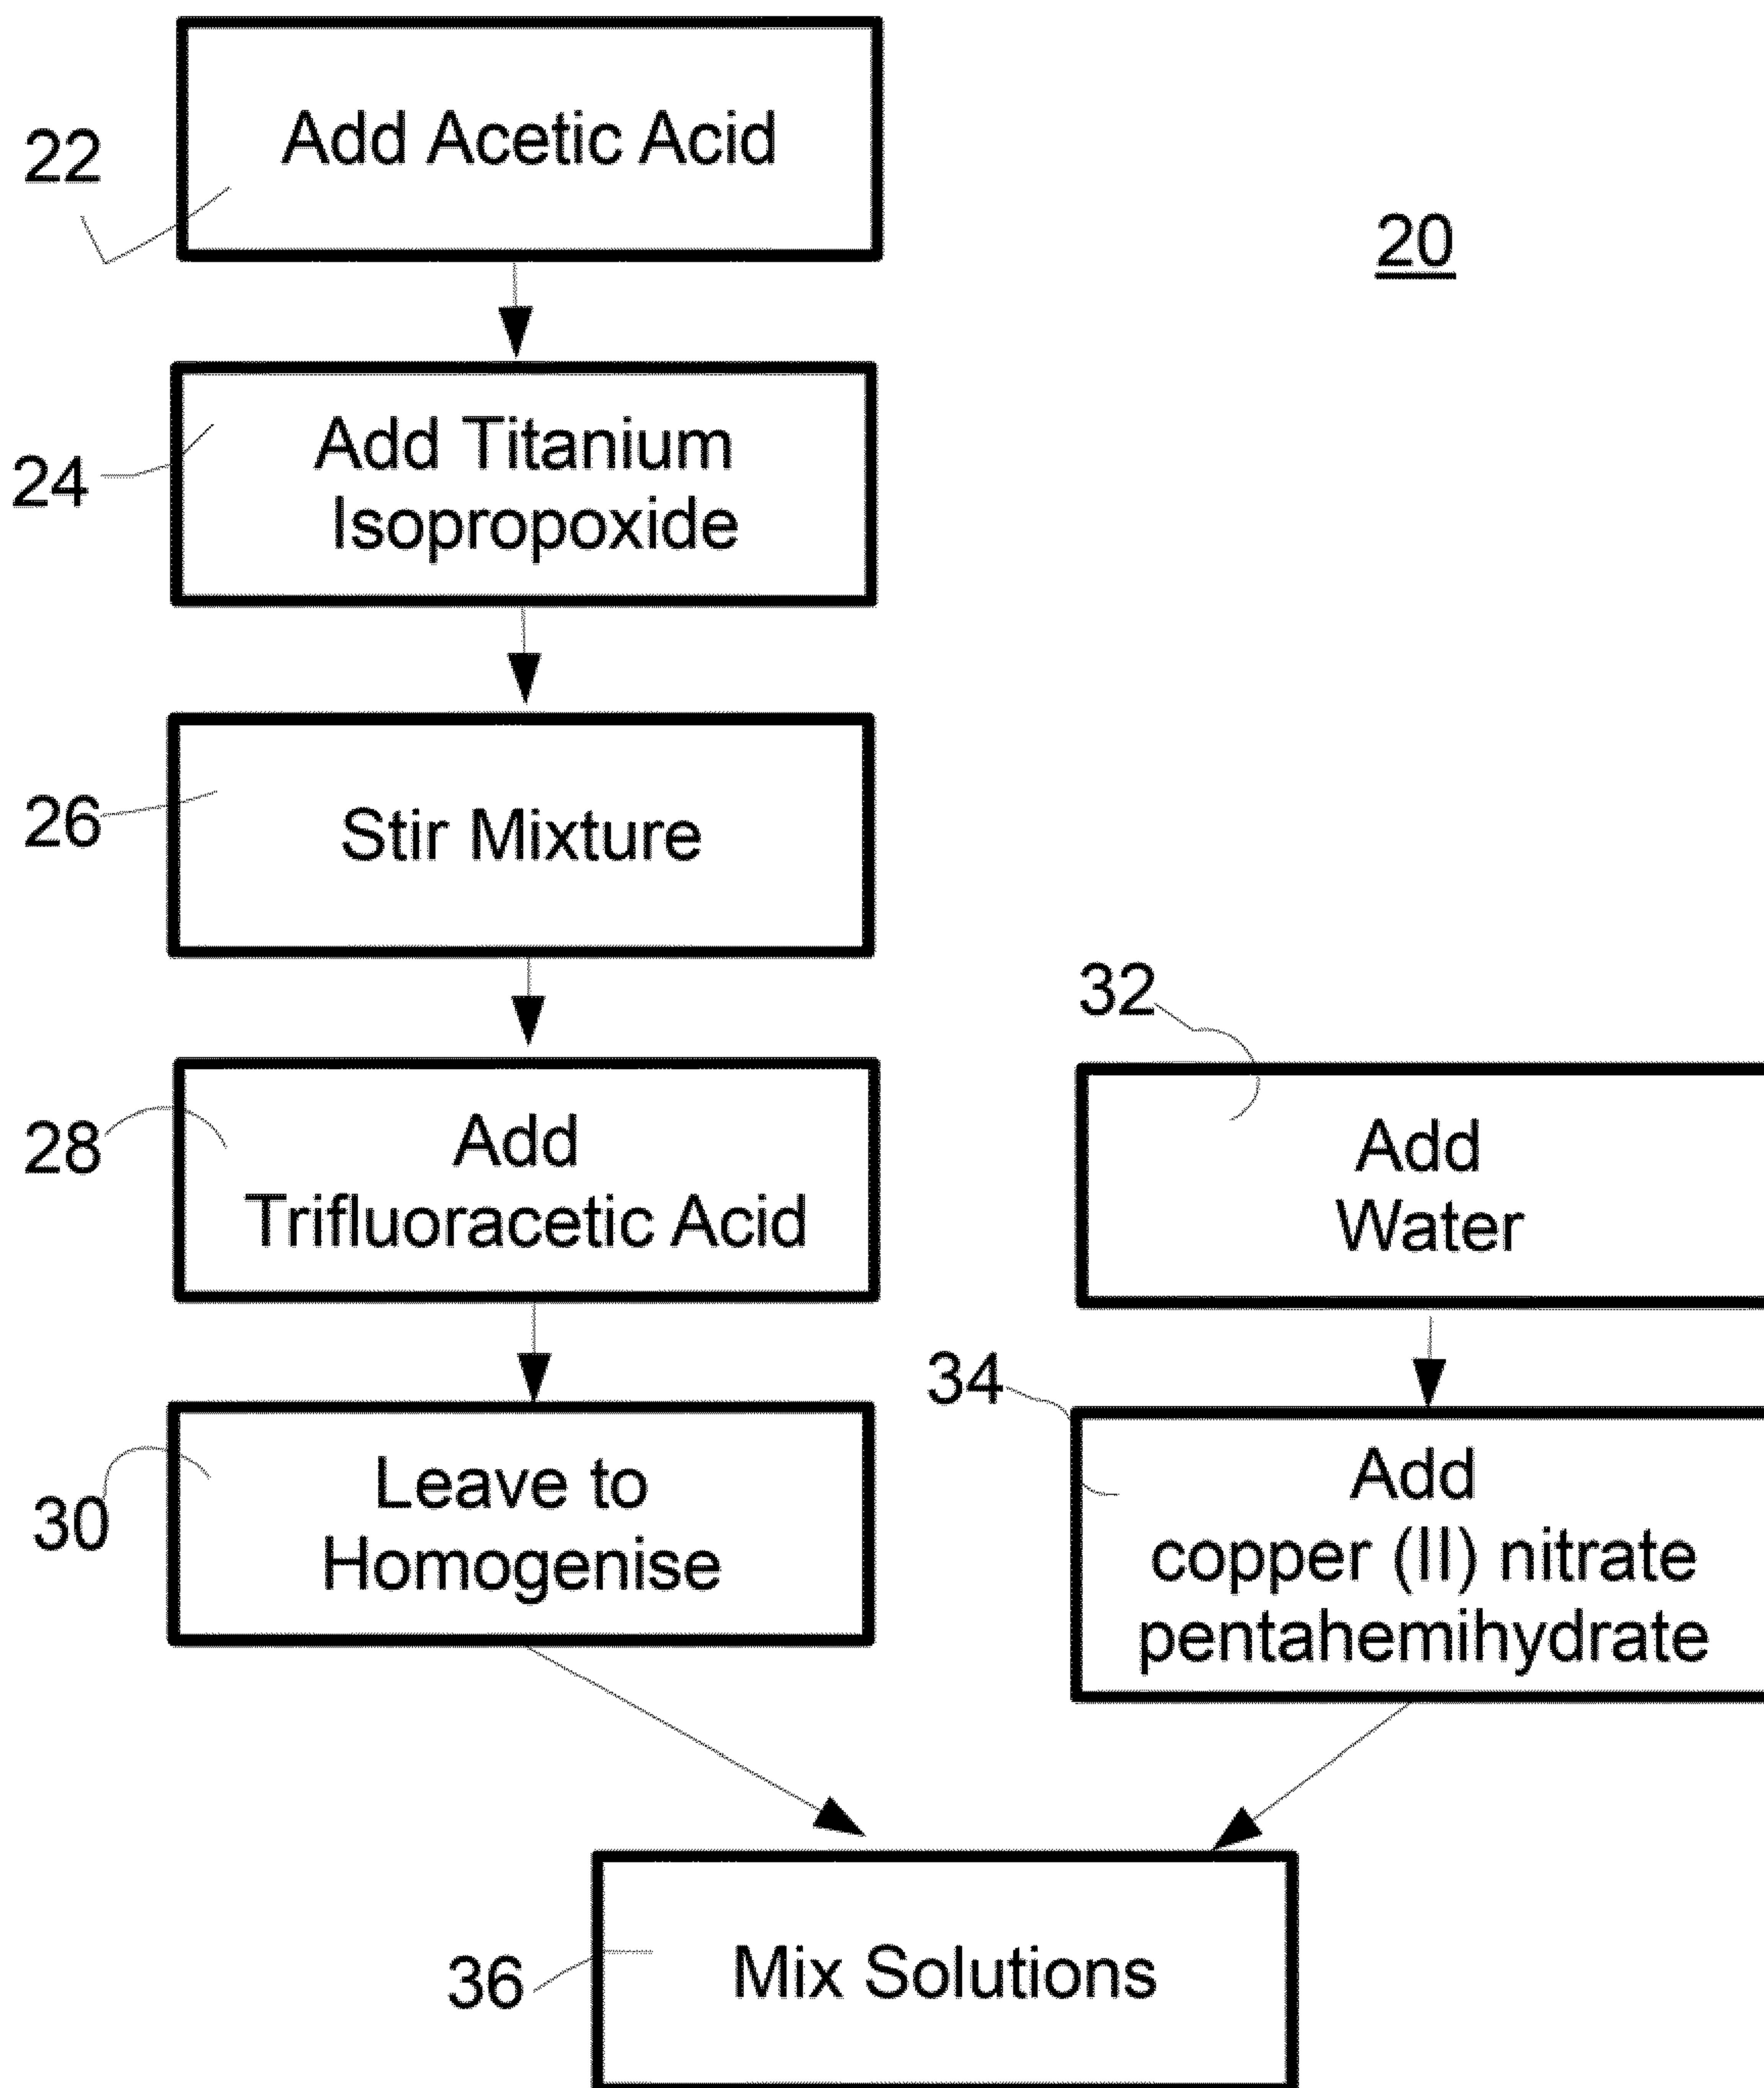 22
Add Acetic Acid
20
24
Add Titanium
Isopropoxide
26
Stir Mixture
28
Add
Trifluoracetic Acid
32
Add
Water
30
Leave to
Homogenise
34
Add
copper (II) nitrate
pentahemihydrate
36
Mix Solutions